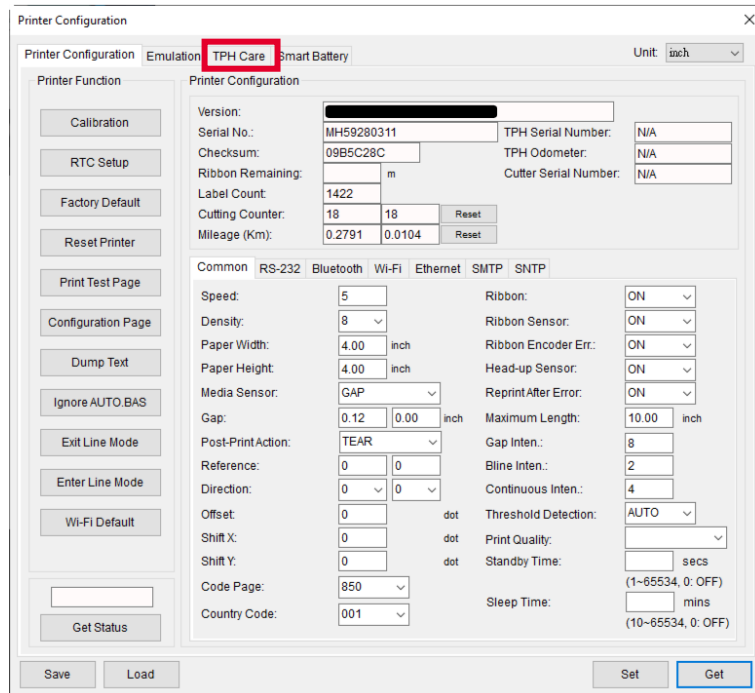 Printer Configuration
Printer Configuration Emulation TPH Care Smart Battery Unit: inch
Printer Function
Calibration
RTC Setup
Factory Default
Reset Printer
Print Test Page
Configuration Page
Dump Text
Ignore AUTO.BAS
Exit Line Mode
Enter Line Mode
Wi-Fi Default
Get Status
Printer Configuration
Version:
Serial No.: MH59280311 TPH Serial Number: N/A
Checksum: 09B5C28C TPH Odometer: N/A
Ribbon Remaining: m Cutter Serial Number: N/A
Label Count: 1422
Cutting Counter: 18 18 Reset
Mileage (Km): 0.2791 0.0104 Reset
Common RS-232 Bluetooth Wi-Fi Ethernet SMTP SNTP
Speed: 5 Ribbon: ON
Density: 8 Ribbon Sensor: ON
Paper Width: 4.00 inch Ribbon Encoder Err.: ON
Paper Height: 4.00 inch Head-up Sensor: ON
Media Sensor: GAP Reprint After Error: ON
Gap: 0.12 0.00 inch Maximum Length: 10.00 inch
Post-Print Action: TEAR Gap Inten.: 8
Reference: 0 0 Bline Inten.: 2
Direction: 0 0 Continuous Inten.: 4
Offset: 0 dot Threshold Detection: AUTO
Shift X: 0 dot Print Quality:
Shift Y: 0 dot Standby Time: secs
(1~65534, 0: OFF)
Code Page: 850
Sleep Time: mins
Country Code: 001
(10~65534, 0: OFF)
Save Load Set Get